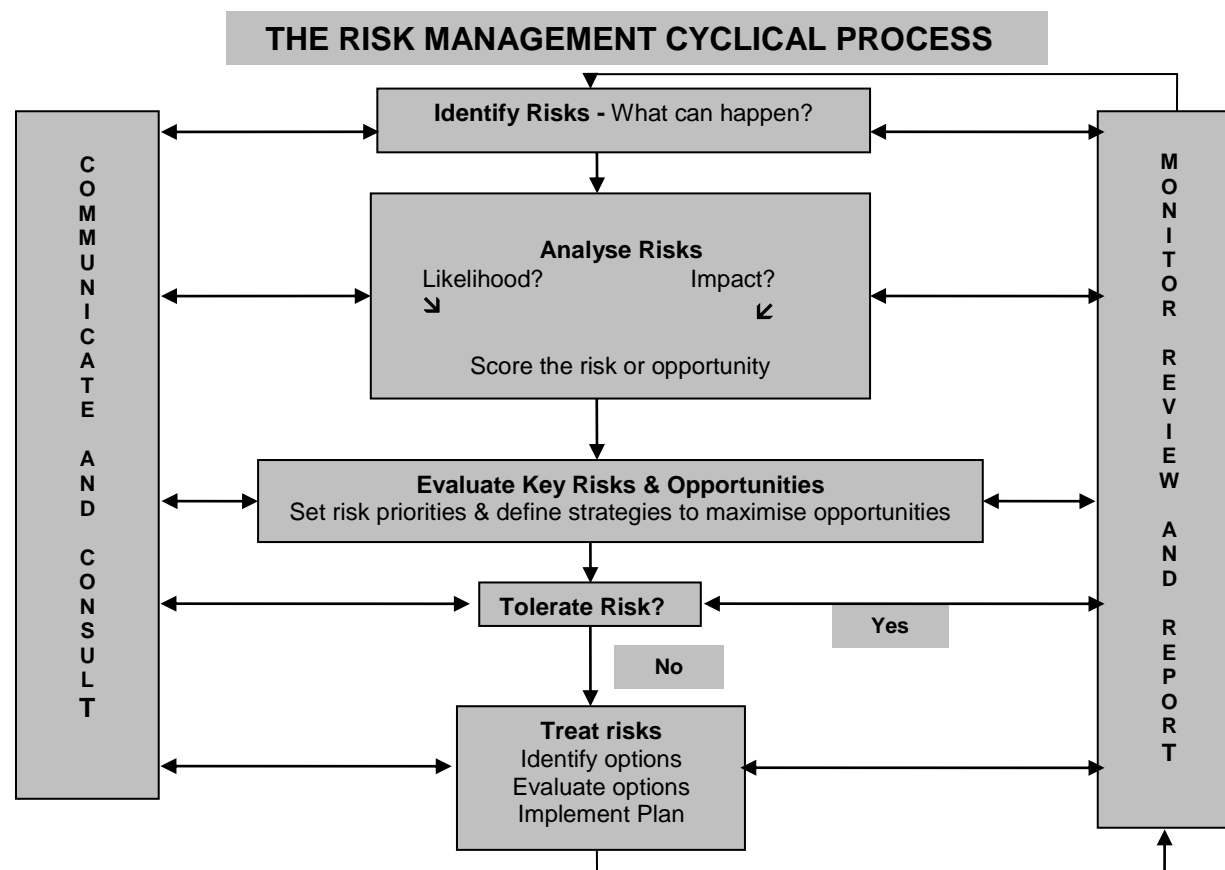 THE RISK MANAGEMENT CYCLICAL PROCESS
Identify Risks - What can happen?
COMMUNICATE AND CONSULT
MONITOR REVIEW AND REPORT
Analyse Risks
Likelihood? Impact?
Score the risk or opportunity
Evaluate Key Risks & Opportunities
Set risk priorities & define strategies to maximise opportunities
Tolerate Risk?
Yes
No
Treat risks
Identify options
Evaluate options
Implement Plan